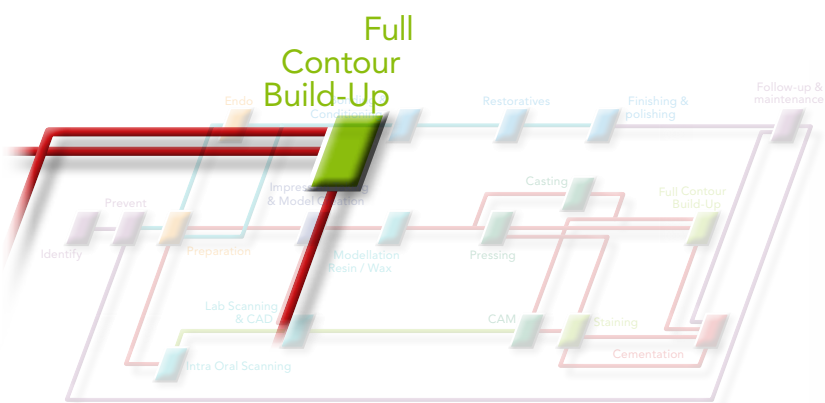 Full
Contour
Build-Up
Endo
Restoratives
Finishing &
polishing
Follow-up &
maintenance
Casting
Full Contour
Build-Up
Prevent
& Model
Identify
Preparation
Modellation
Resin / Wax
Pressing
Lab Scanning
& CAD
CAM
Staining
Cementation
Intra Oral Scanning